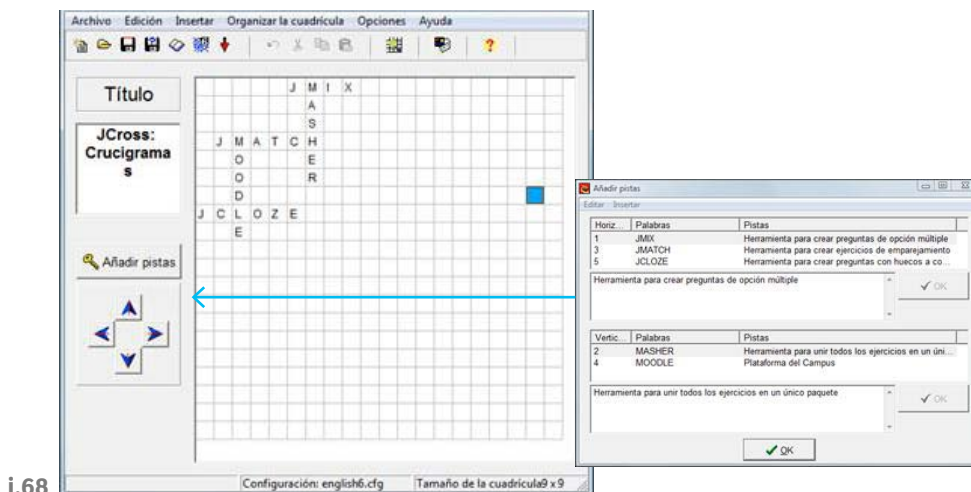 Archivo Edición Insertar Organizar la cuadrícula Opciones Ayuda
Título
JCross:
Crucigrama
s
Añadir pistas
J M I X
A
S
J M A T C H
O E
O R
D
J C L O Z E
E
Añadir pistas
Editar Insertar
Horiz... Palabras Pistas
1 JMIX Herramienta para crear preguntas de opción múltiple
3 JMATCH Herramienta para crear ejercicios de emparejamiento
5 JCLOZE Herramienta para crear preguntas con huecos a co...
Herramienta para crear preguntas de opción múltiple
OK
Vertic... Palabras Pistas
2 MASHER Herramienta para unir todos los ejercicios en un úni...
4 MOODLE Plataforma del Campus
Herramienta para unir todos los ejercicios en un único paquete
OK
OK
Configuración: english6.cfg Tamaño de la cuadrícula9 x 9
i.68